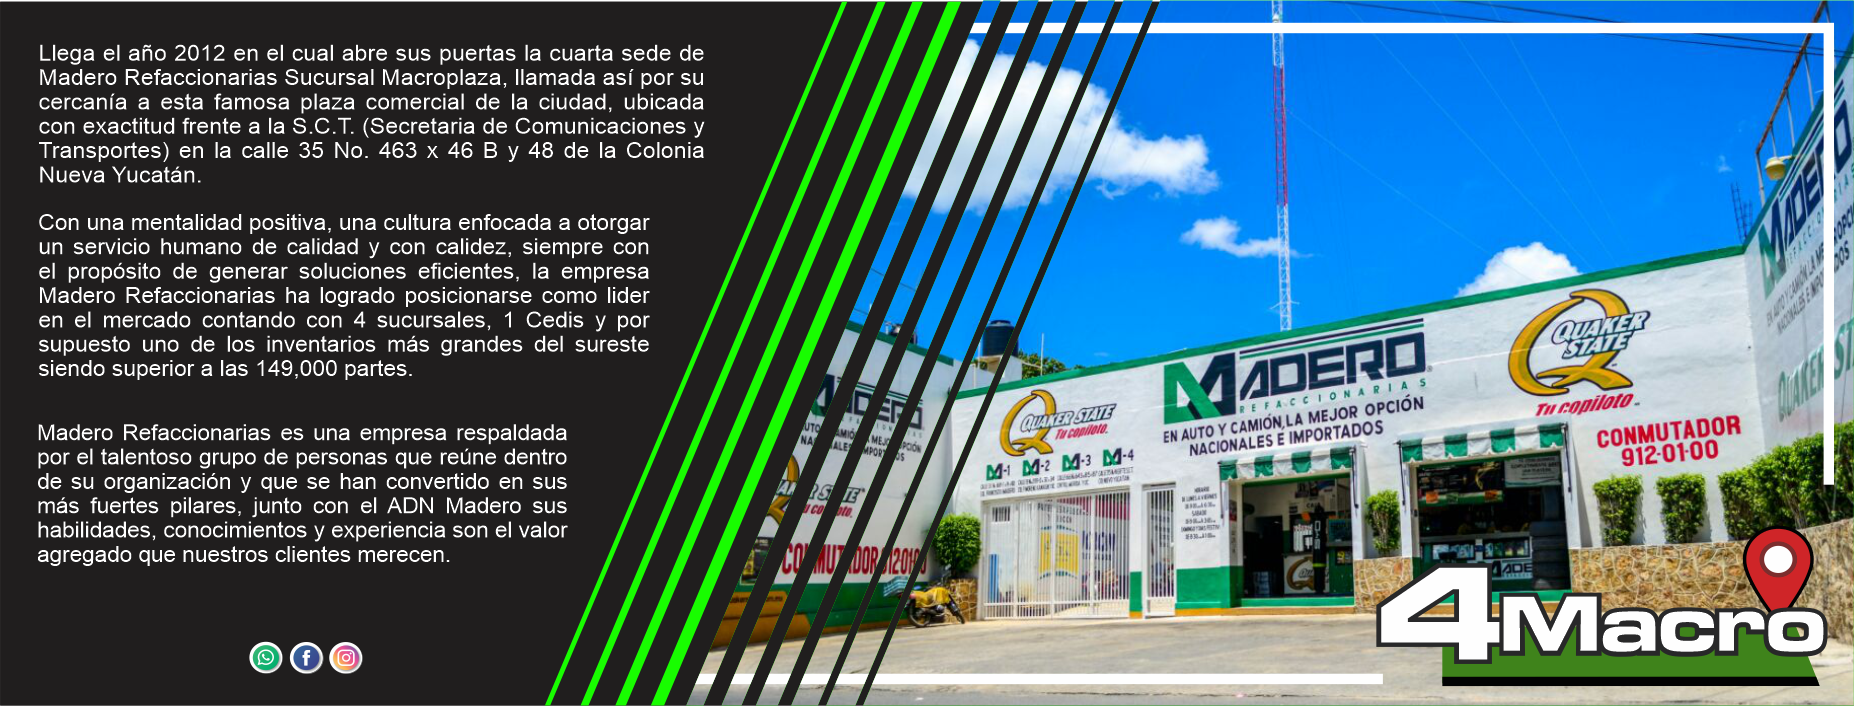 Llega el año 2012 en el cual abre sus puertas la cuarta sede de
Madero Refaccionarias Sucursal Macroplaza, llamada así por su
cercanía a esta famosa plaza comercial de la ciudad, ubicada
con exactitud frente a la S.C.T. (Secretaria de Comunicaciones y
Transportes) en la calle 35 No. 463 x 46 B y 48 de la Colonia
Nueva Yucatán.
Con una mentalidad positiva, una cultura enfocada a otorgar
un servicio humano de calidad y con calidez, siempre con
el propósito de generar soluciones eficientes, la empresa
Madero Refaccionarias ha logrado posicionarse como lider
en el mercado contando con 4 sucursales, 1 Cedis y por
supuesto uno de los inventarios más grandes del sureste
siendo superior a las 149,000 partes.
Madero Refaccionarias es una empresa respaldada
por el talentoso grupo de personas que reúne dentro
de su organización y que se han convertido en sus
más fuertes pilares, junto con el ADN Madero sus
habilidades, conocimientos y experiencia son el valor
agregado que nuestros clientes merecen.
MADERO
REFACCIONARIAS
EN AUTO Y CAMIÓN, LA MEJOR OPCIÓN
NACIONALES E IMPORTADOS
QUAKER STATE
Tu copiloto.
M-1 M-2 M-3 M-4
QUAKER
STATE
Tu copiloto
CONMUTADOR
912-01-00
MADERO
CONMUTADOR
4Macro